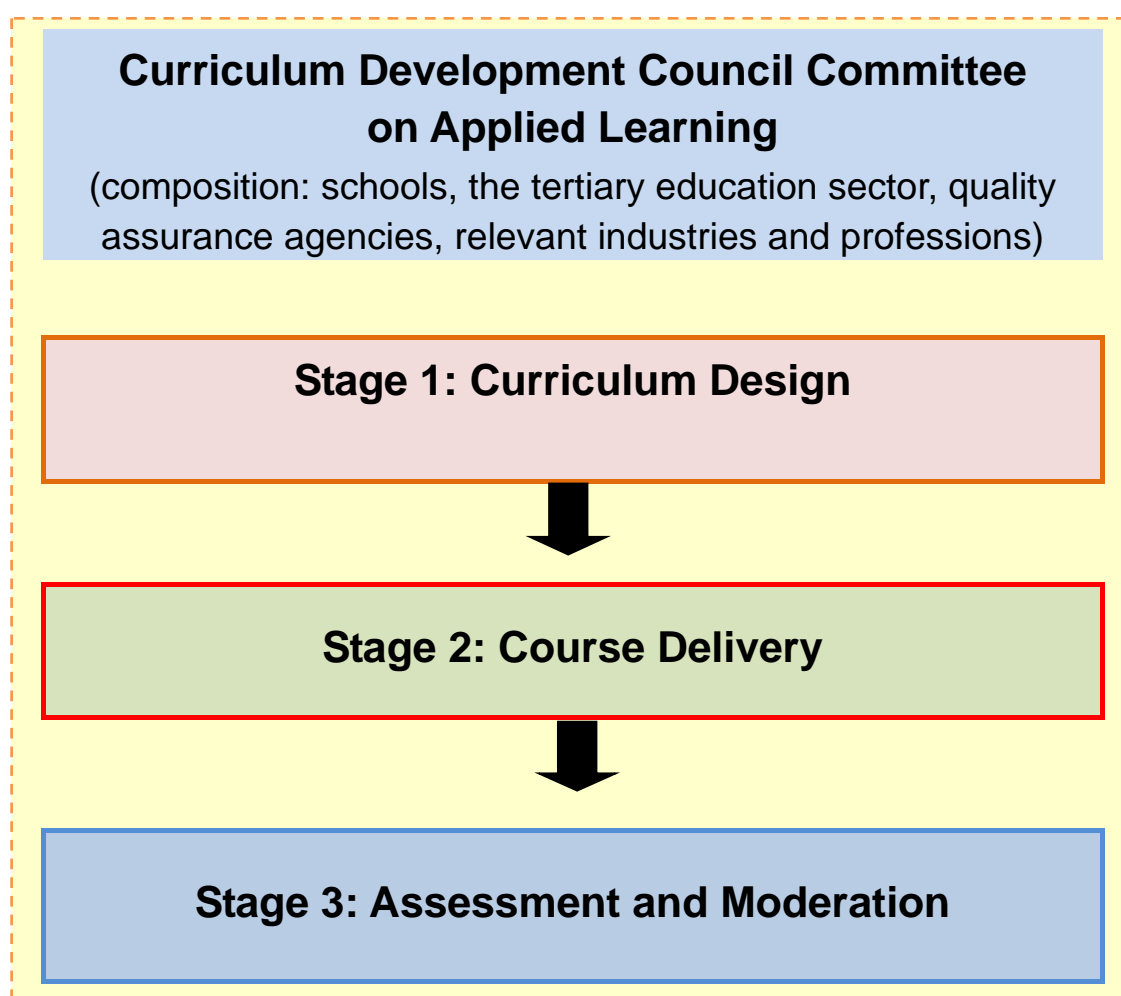 Curriculum Development Council Committee
on Applied Learning
(composition: schools, the tertiary education sector, quality
assurance agencies, relevant industries and professions)
Stage 1: Curriculum Design
Stage 2: Course Delivery
Stage 3: Assessment and Moderation